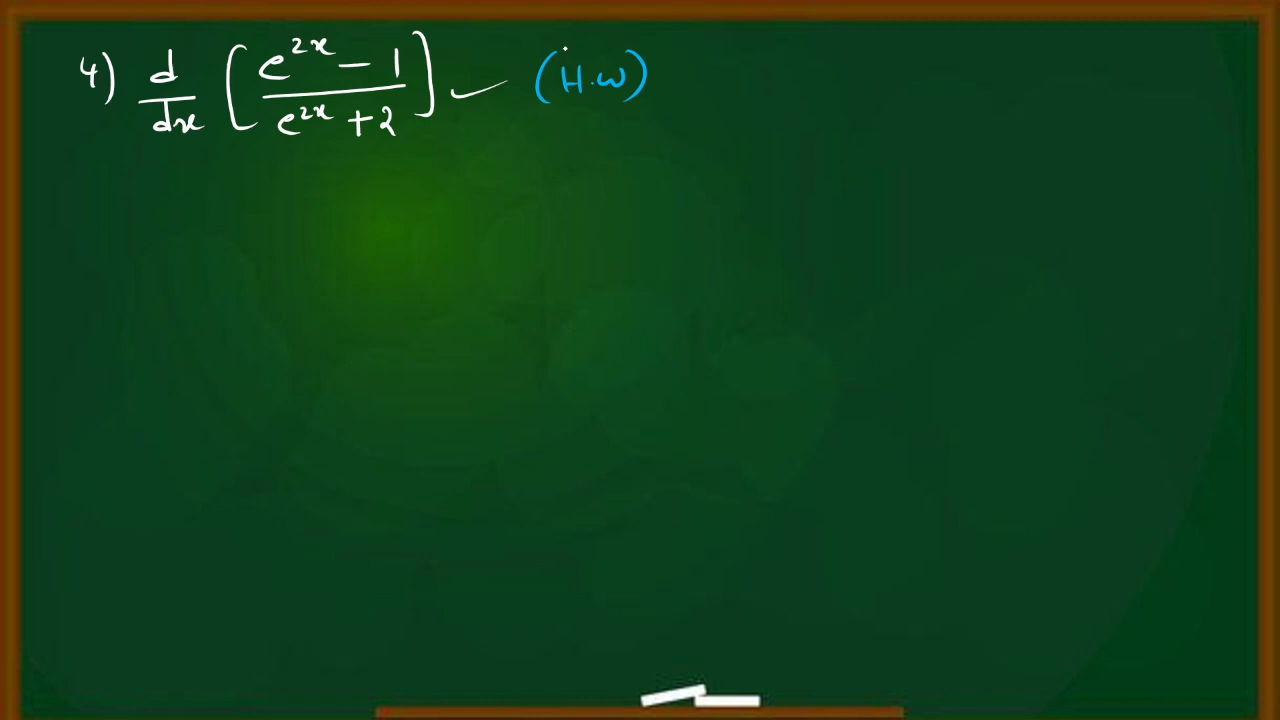 4) d/dx [ (e^{2x} - 1) / (e^{2x} + 2) ] (H.W)